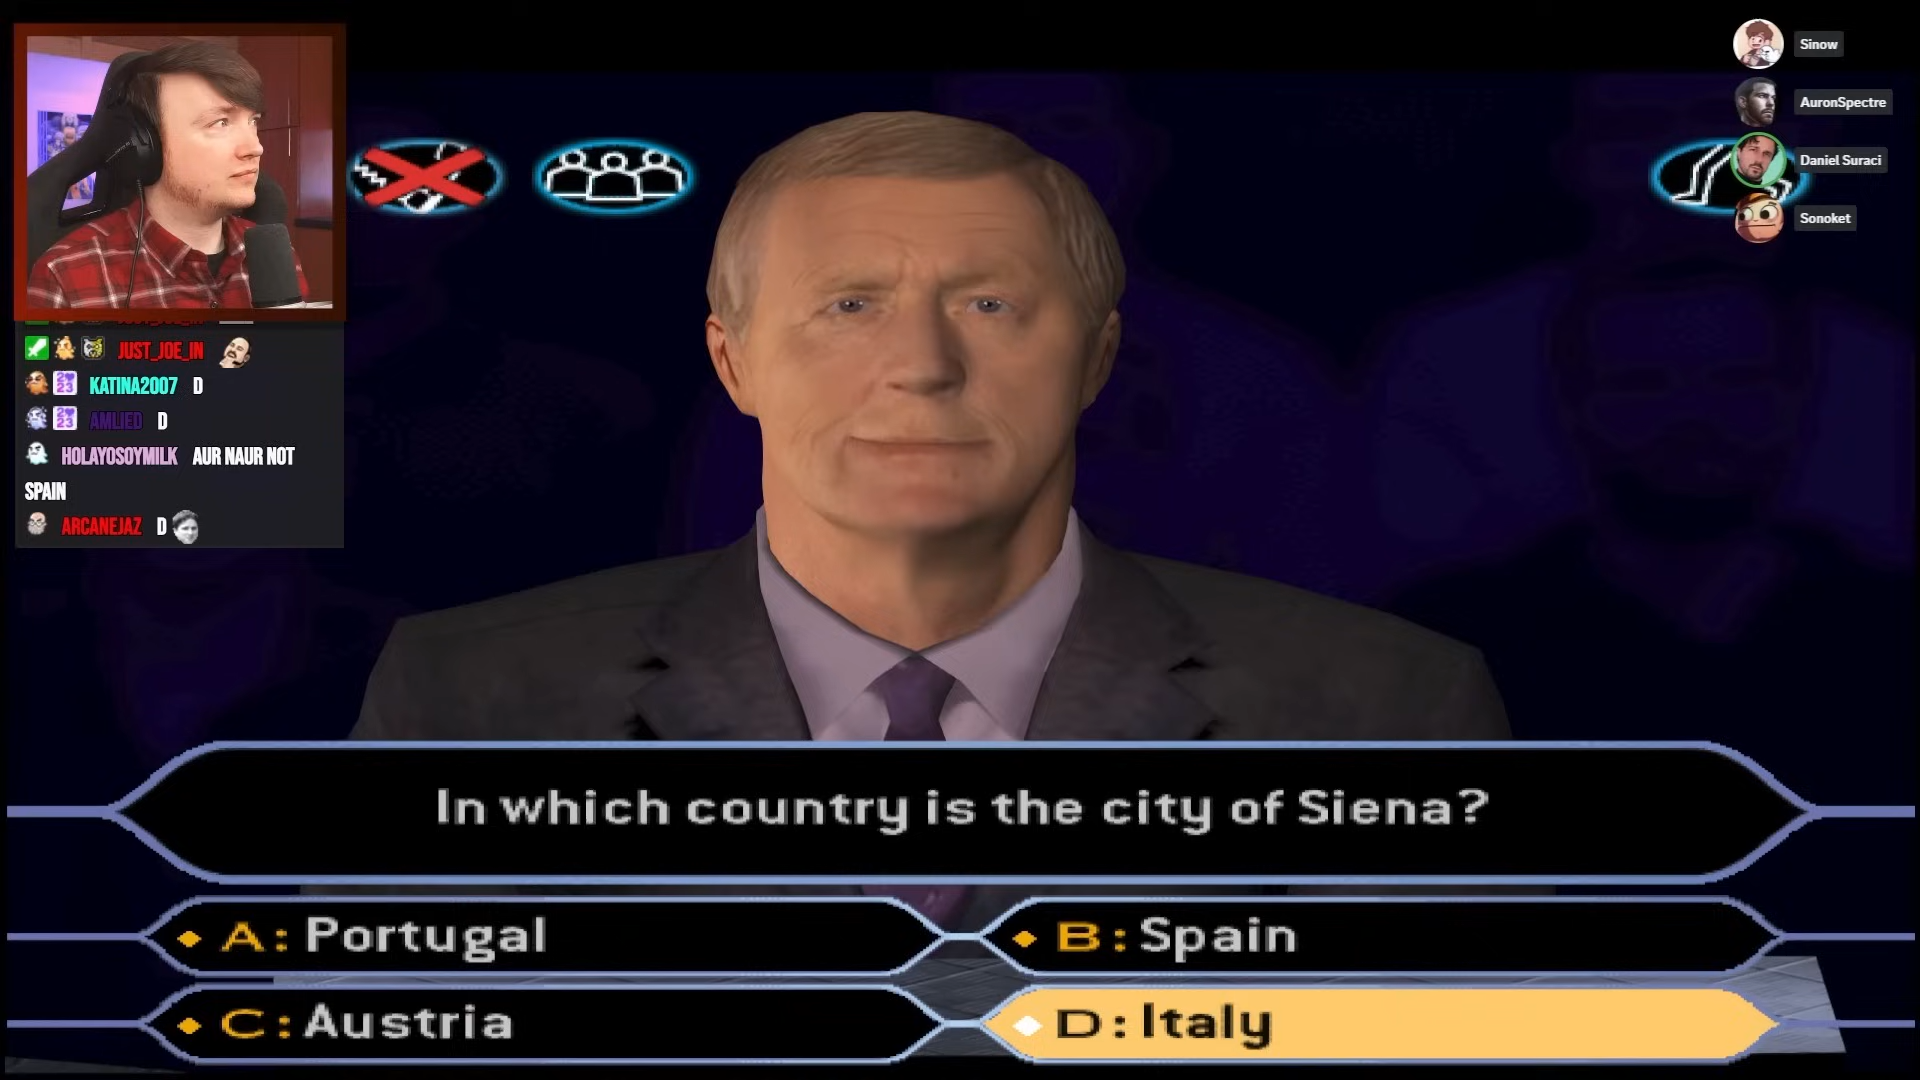 Sinow
AuronSpectre
Daniel Suraci
Sonoket
JUST_JOE_IN
KATINA2007 D
AMLIED D
HOLAYOSOYMILK AUR NAUR NOT
SPAIN
ARCANEJAZ D
In which country is the city of Siena?
A: Portugal
B: Spain
C: Austria
D: Italy